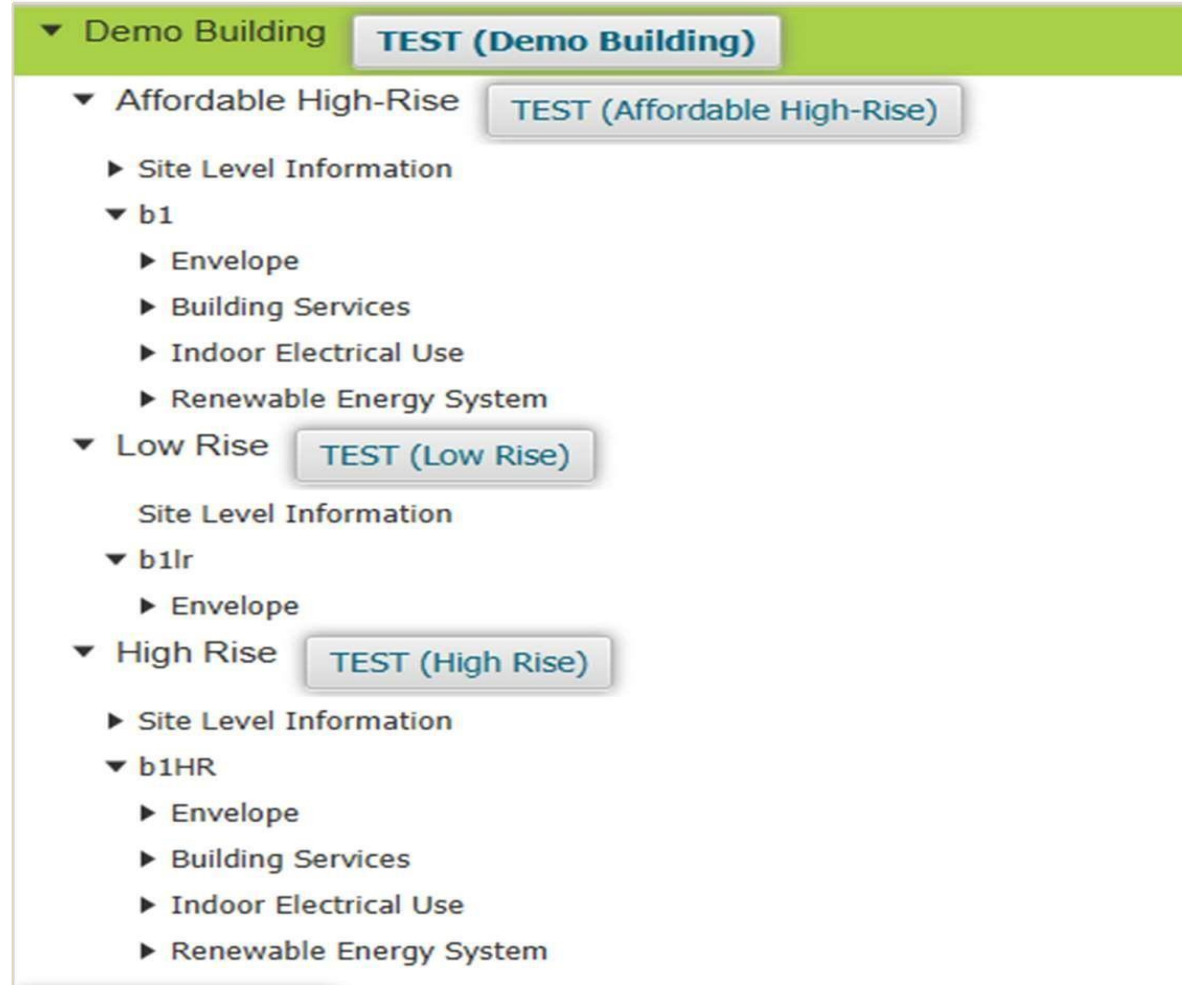 Demo Building TEST (Demo Building)
Affordable High-Rise TEST (Affordable High-Rise)
Site Level Information
b1
Envelope
Building Services
Indoor Electrical Use
Renewable Energy System
Low Rise TEST (Low Rise)
Site Level Information
b1lr
Envelope
High Rise TEST (High Rise)
Site Level Information
b1HR
Envelope
Building Services
Indoor Electrical Use
Renewable Energy System